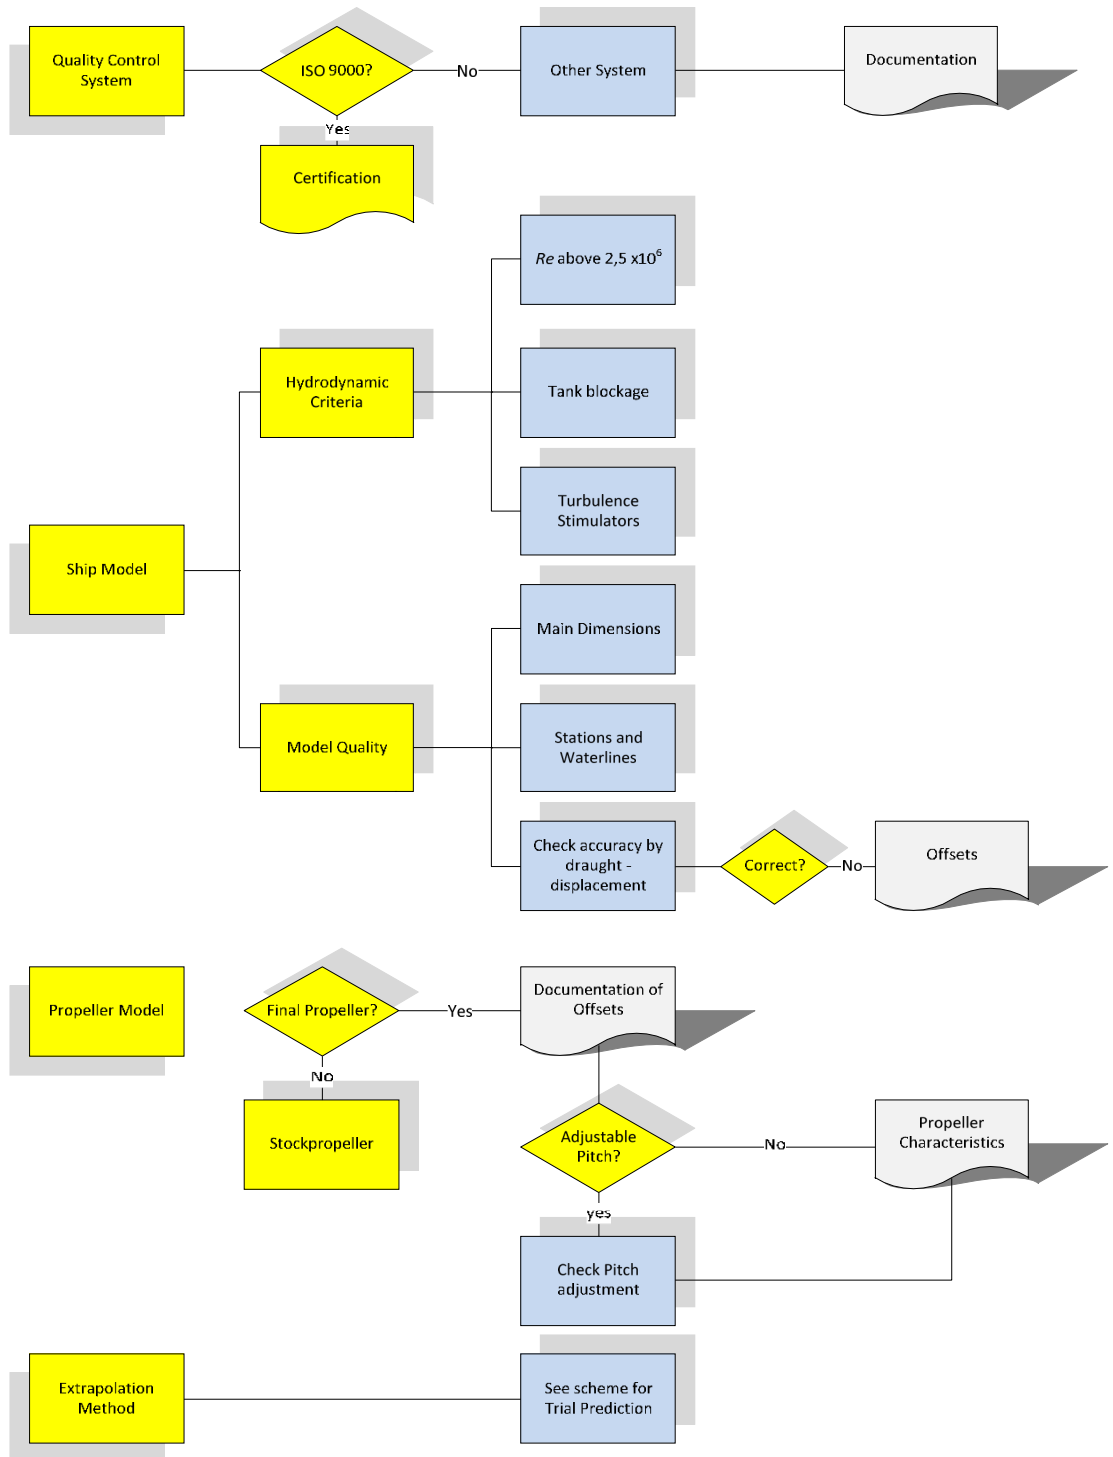 Quality Control
System
ISO 9000?
No
Other System
Documentation
Yes
Certification
Re above 2,5 x10⁶
Hydrodynamic
Criteria
Tank blockage
Turbulence
Stimulators
Ship Model
Main Dimensions
Model Quality
Stations and
Waterlines
Check accuracy by
draught -
displacement
Correct?
No
Offsets
Propeller Model
Final Propeller?
Yes
Documentation of
Offsets
No
Stockpropeller
Adjustable
Pitch?
No
Propeller
Characteristics
yes
Check Pitch
adjustment
Extrapolation
Method
See scheme for
Trial Prediction